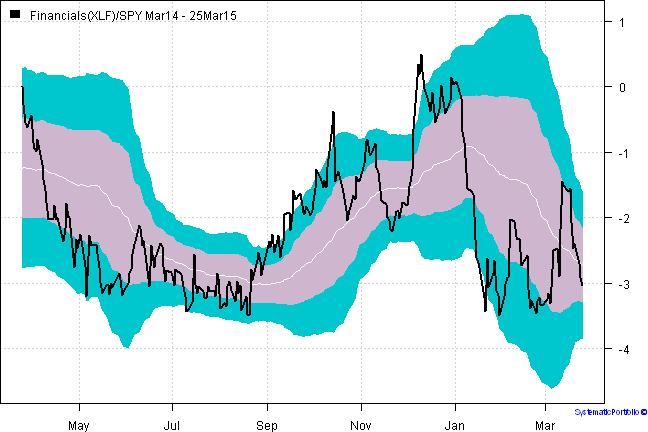 Financials(XLF)/SPY Mar14 - 25Mar15
1
0
-1
-2
-3
-4
May Jul Sep Nov Jan Mar
SystematicPortfolio ©